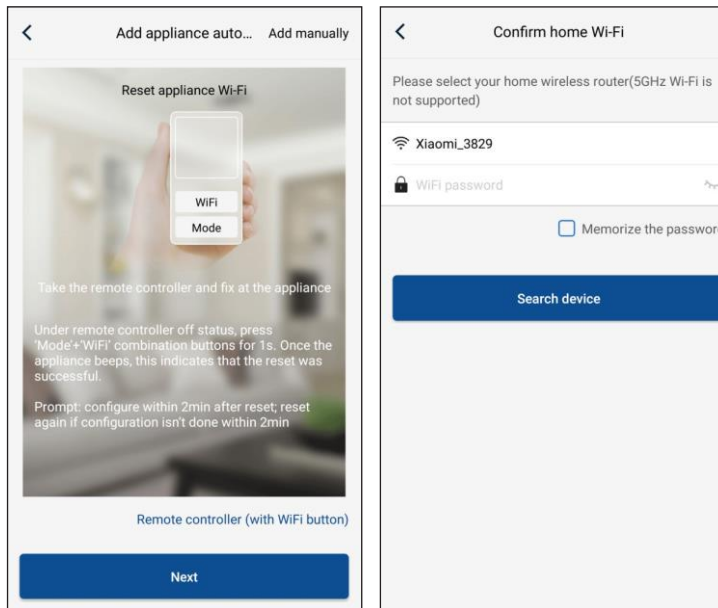 Add appliance auto... Add manually
Reset appliance Wi-Fi
WiFi
Mode
Take the remote controller and fix at the appliance
Under remote controller off status, press
'Mode'+'WiFi' combination buttons for 1s. Once the
appliance beeps, this indicates that the reset was
successful.
Prompt: configure within 2min after reset; reset
again if configuration isn't done within 2min
Remote controller (with WiFi button)
Next
Confirm home Wi-Fi
Please select your home wireless router(5GHz Wi-Fi is
not supported)
Xiaomi_3829
WiFi password
Memorize the password
Search device